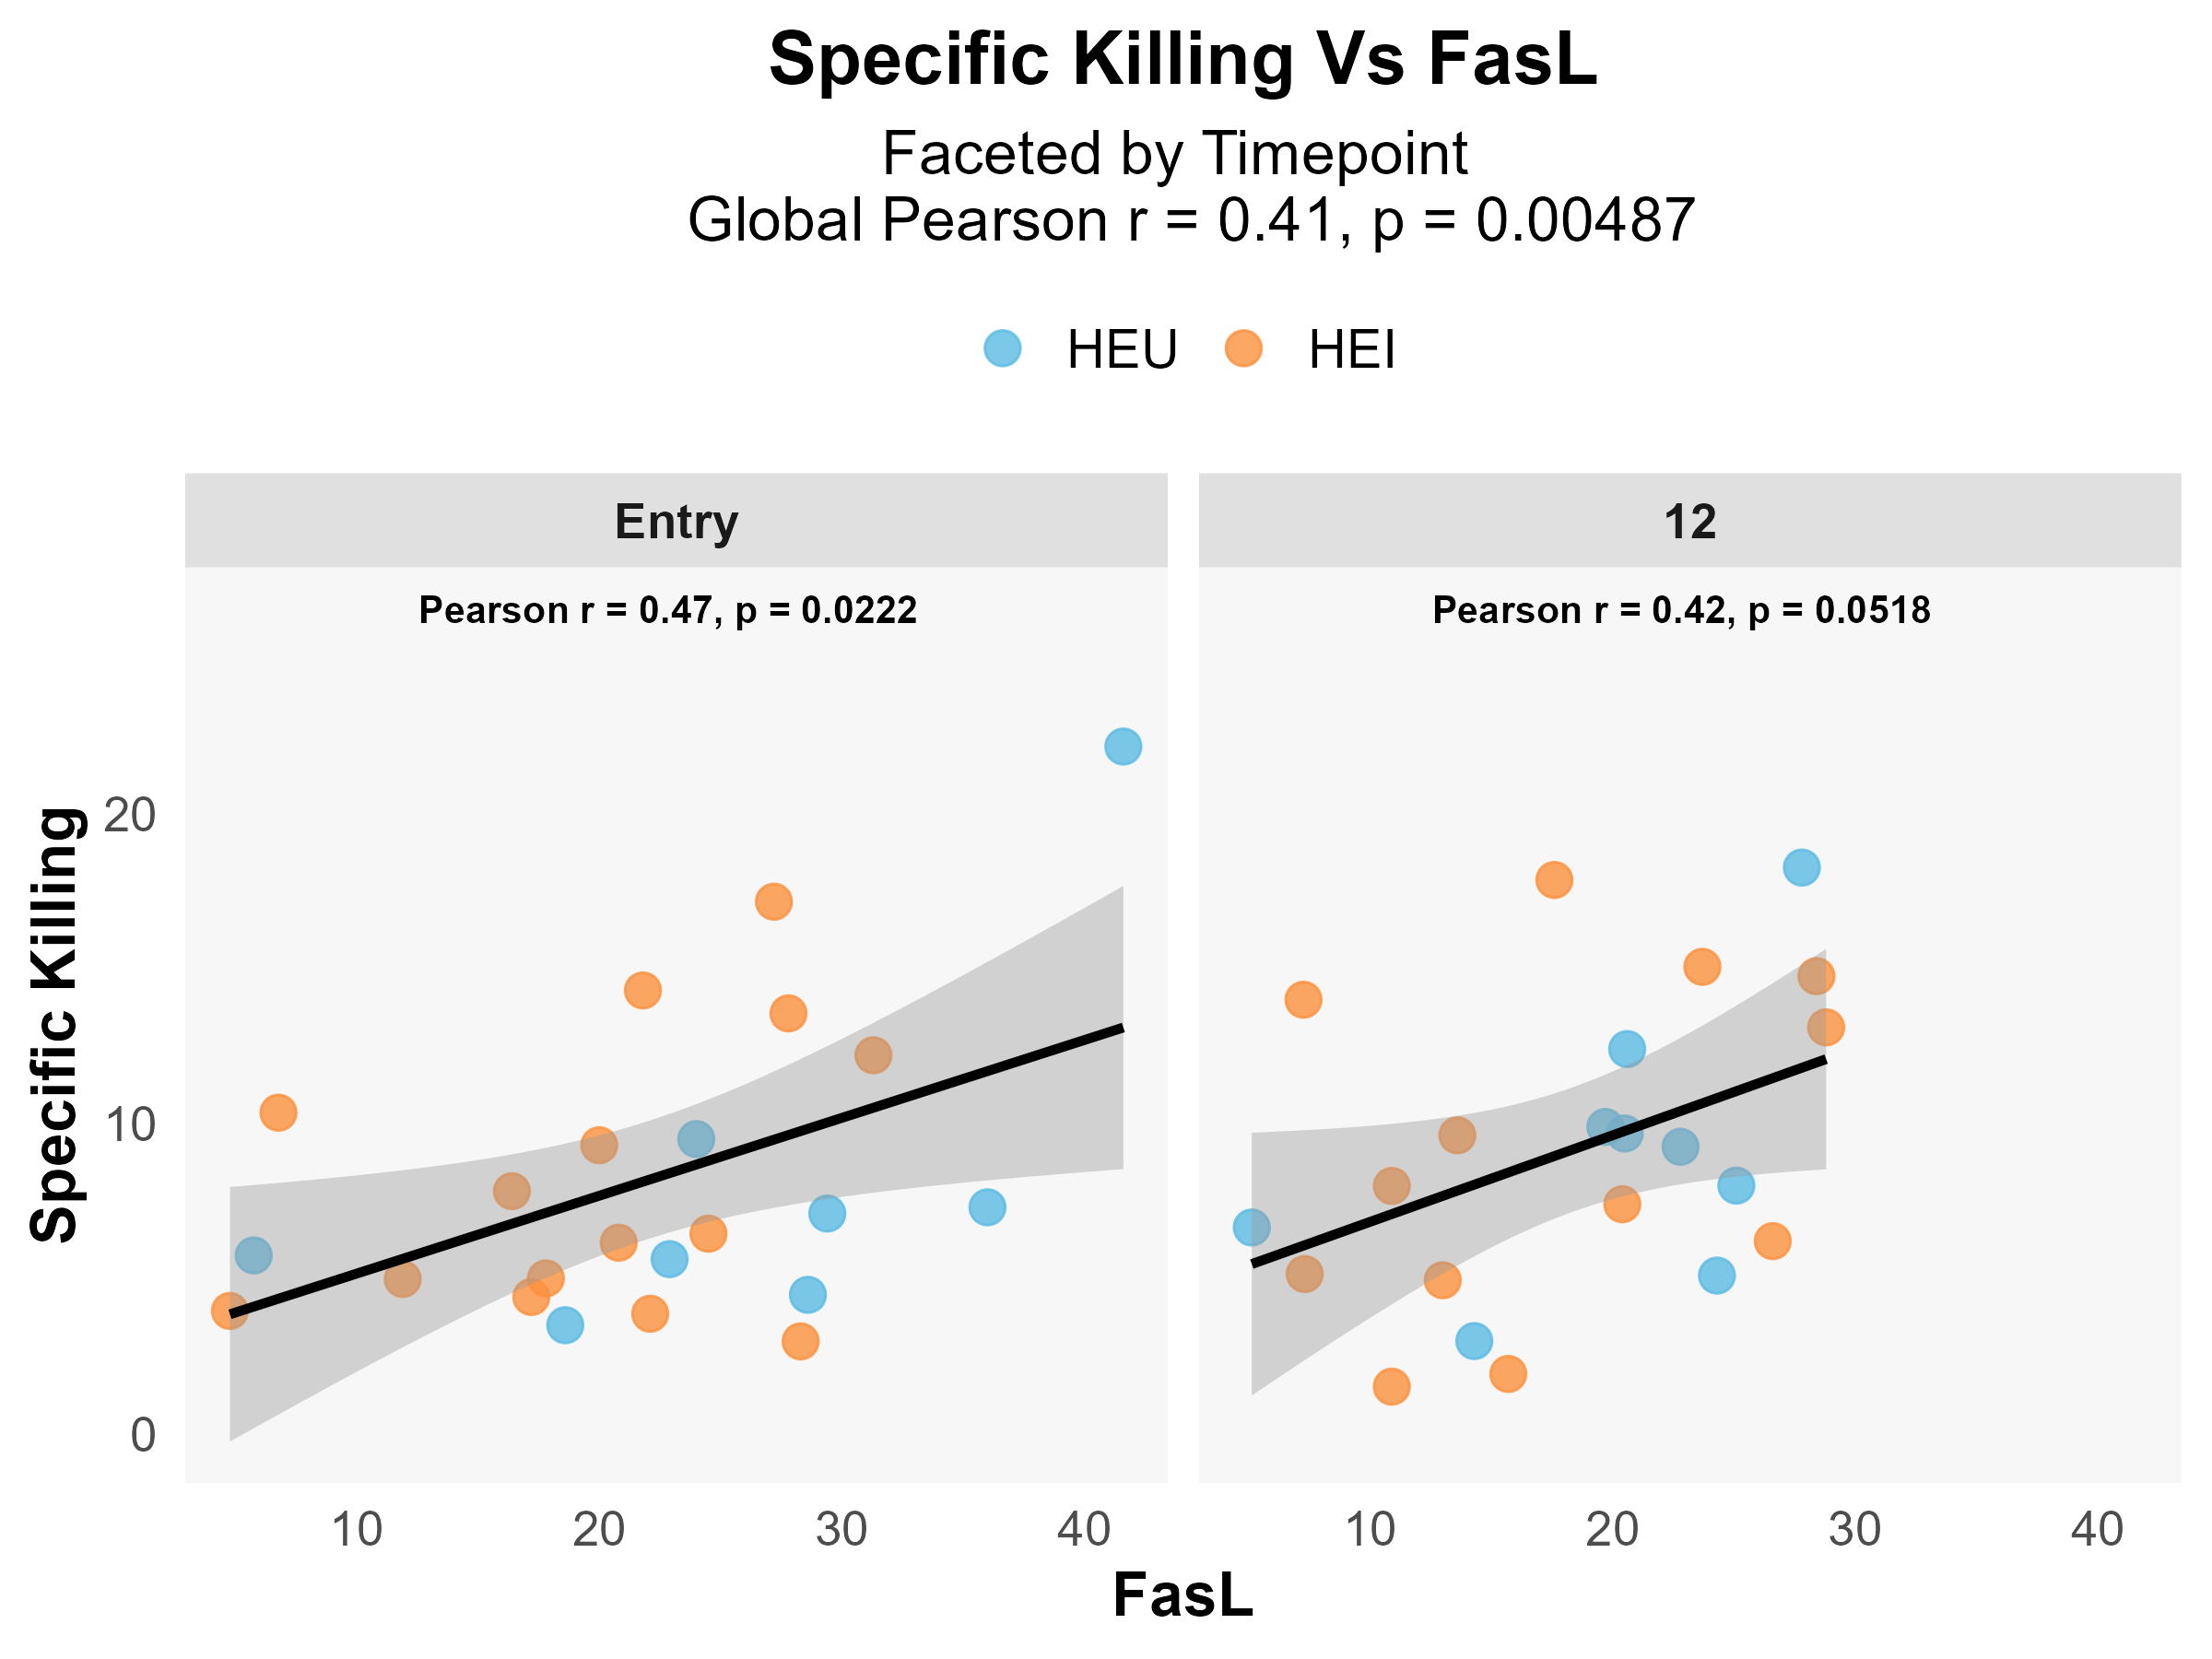 Specific Killing Vs FasL
Faceted by Timepoint
Global Pearson r = 0.41, p = 0.00487
HEU
HEI
Entry
12
Pearson r = 0.47, p = 0.0222
Pearson r = 0.42, p = 0.0518
Specific Killing
20
10
0
10 20 30 40
10 20 30 40
FasL